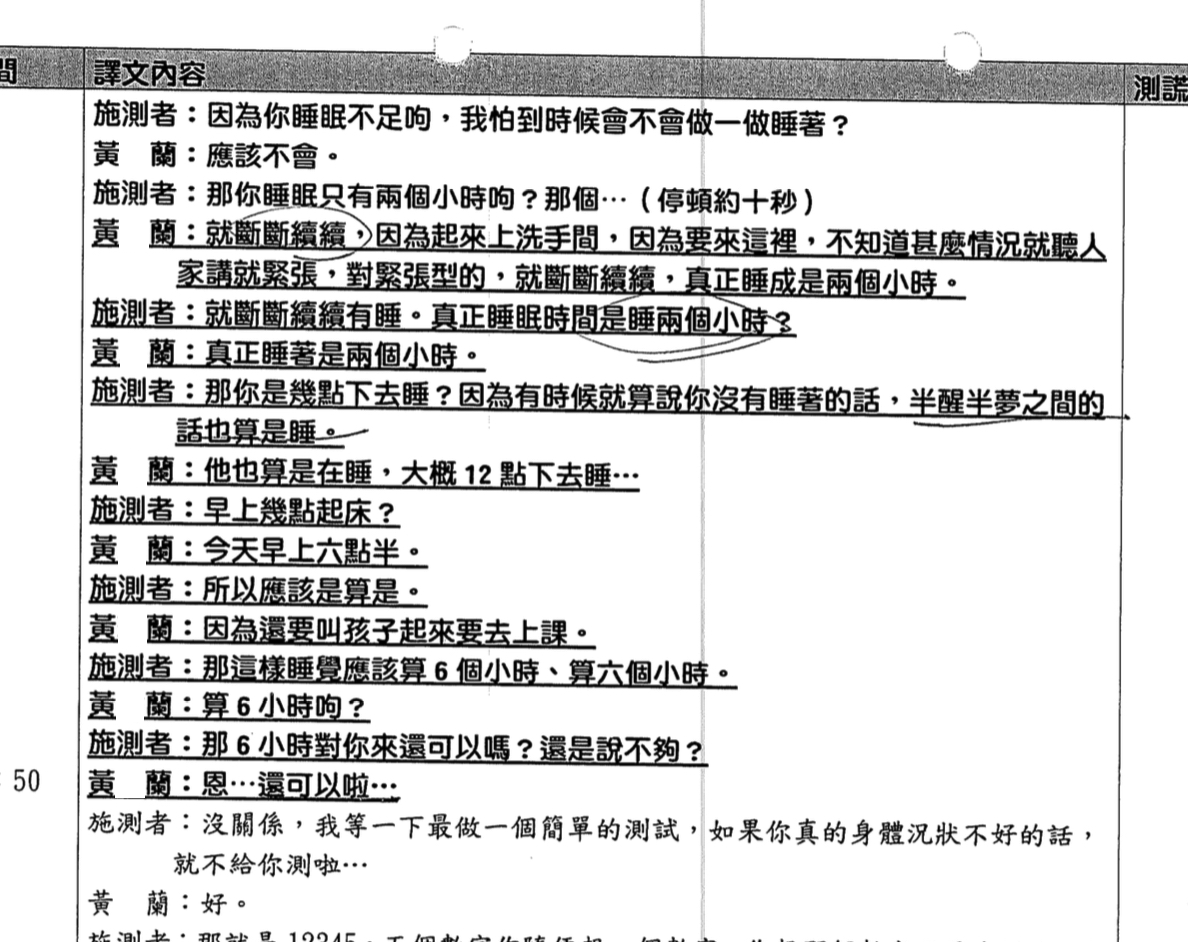 間 譯文內容 測謊
施測者：因為你睡眠不足呴，我怕到時候會不會做一做睡著？
黃　蘭：應該不會。
施測者：那你睡眠只有兩個小時呴？那個…（停頓約十秒）
黃　蘭：就斷斷續續，因為起來上洗手間，因為要來這裡，不知道甚麼情況就聽人
家講就緊張，對緊張型的，就斷斷續續，真正睡成是兩個小時。
施測者：就斷斷續續有睡。真正睡眠時間是睡兩個小時？
黃　蘭：真正睡著是兩個小時。
施測者：那你是幾點下去睡？因為有時候就算說你沒有睡著的話，半醒半夢之間的
話也算是睡。
黃　蘭：他也算是在睡，大概 12 點下去睡…
施測者：早上幾點起床？
黃　蘭：今天早上六點半。
施測者：所以應該是算是。
黃　蘭：因為還要叫孩子起來要去上課。
施測者：那這樣睡覺應該算 6 個小時、算六個小時。
黃　蘭：算 6 小時呴？
施測者：那 6 小時對你來還可以嗎？還是說不夠？
50 黃　蘭：恩…還可以啦…
施測者：沒關係，我等一下最做一個簡單的測試，如果你真的身體況狀不好的話，
就不給你測啦…
黃　蘭：好。
施測者：那就是 12345，五個數字你隨便